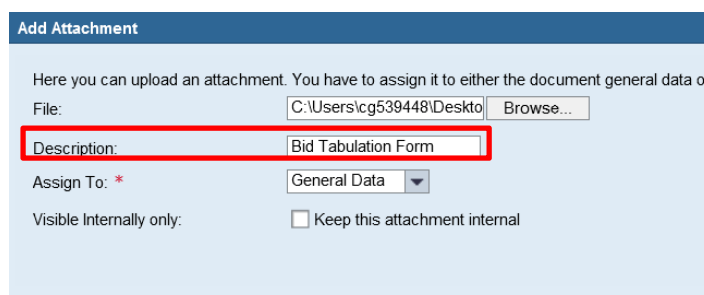 Add Attachment
Here you can upload an attachment. You have to assign it to either the document general data o
File: C:\Users\cg539448\Deskto Browse...
Description: Bid Tabulation Form
Assign To: * General Data
Visible Internally only: Keep this attachment internal